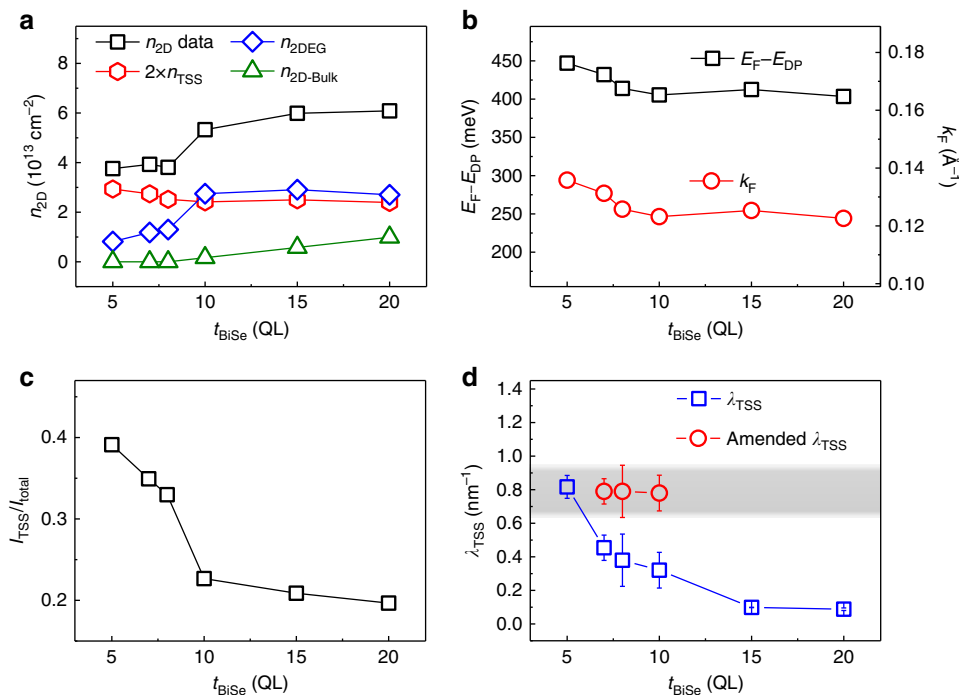 a
n2D data
n2DEG
2×nTSS
n2D-Bulk
8
6
4
2
0
n2D (10^13 cm^−2)
5
10
15
20
tBiSe (QL)
b
EF–EDP
kF
450
400
350
300
250
200
EF–EDP (meV)
0.18
0.16
0.14
0.12
0.10
kF (Å^−1)
5
10
15
20
tBiSe (QL)
c
0.4
0.3
0.2
ITSS/Itotal
5
10
15
20
tBiSe (QL)
d
λTSS
Amended λTSS
1.4
1.2
1.0
0.8
0.6
0.4
0.2
0.0
λTSS (nm^−1)
5
10
15
20
tBiSe (QL)